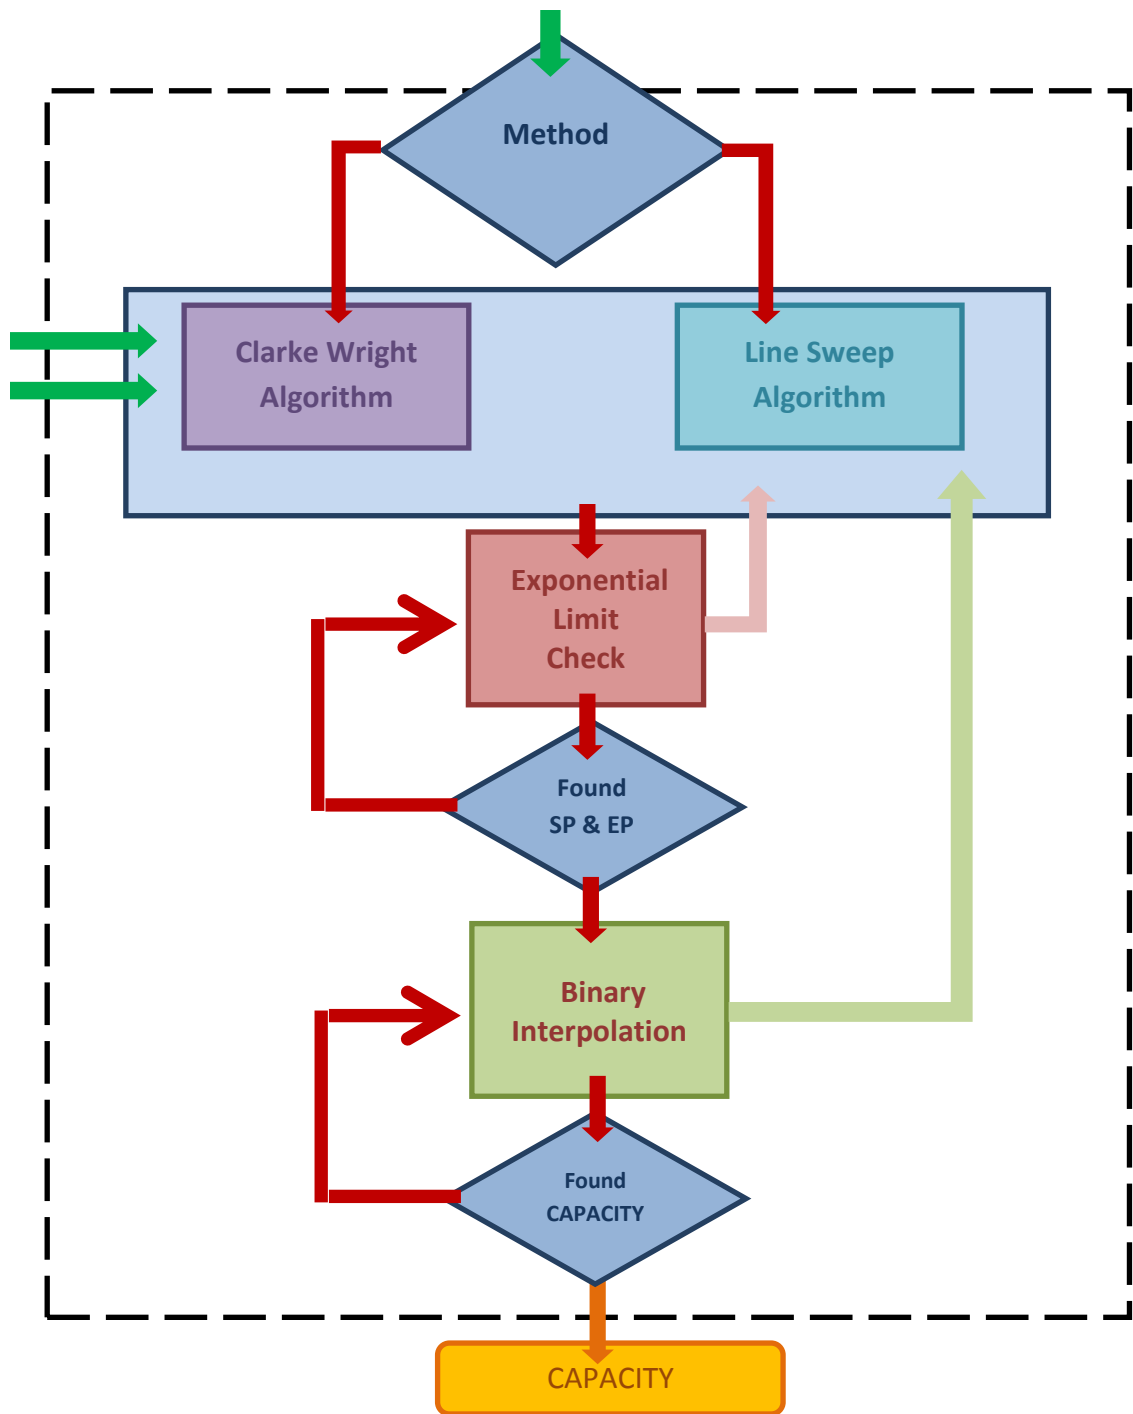 Method
Clarke Wright
Algorithm
Line Sweep
Algorithm
Exponential
Limit
Check
Found
SP & EP
Binary
Interpolation
Found
CAPACITY
CAPACITY